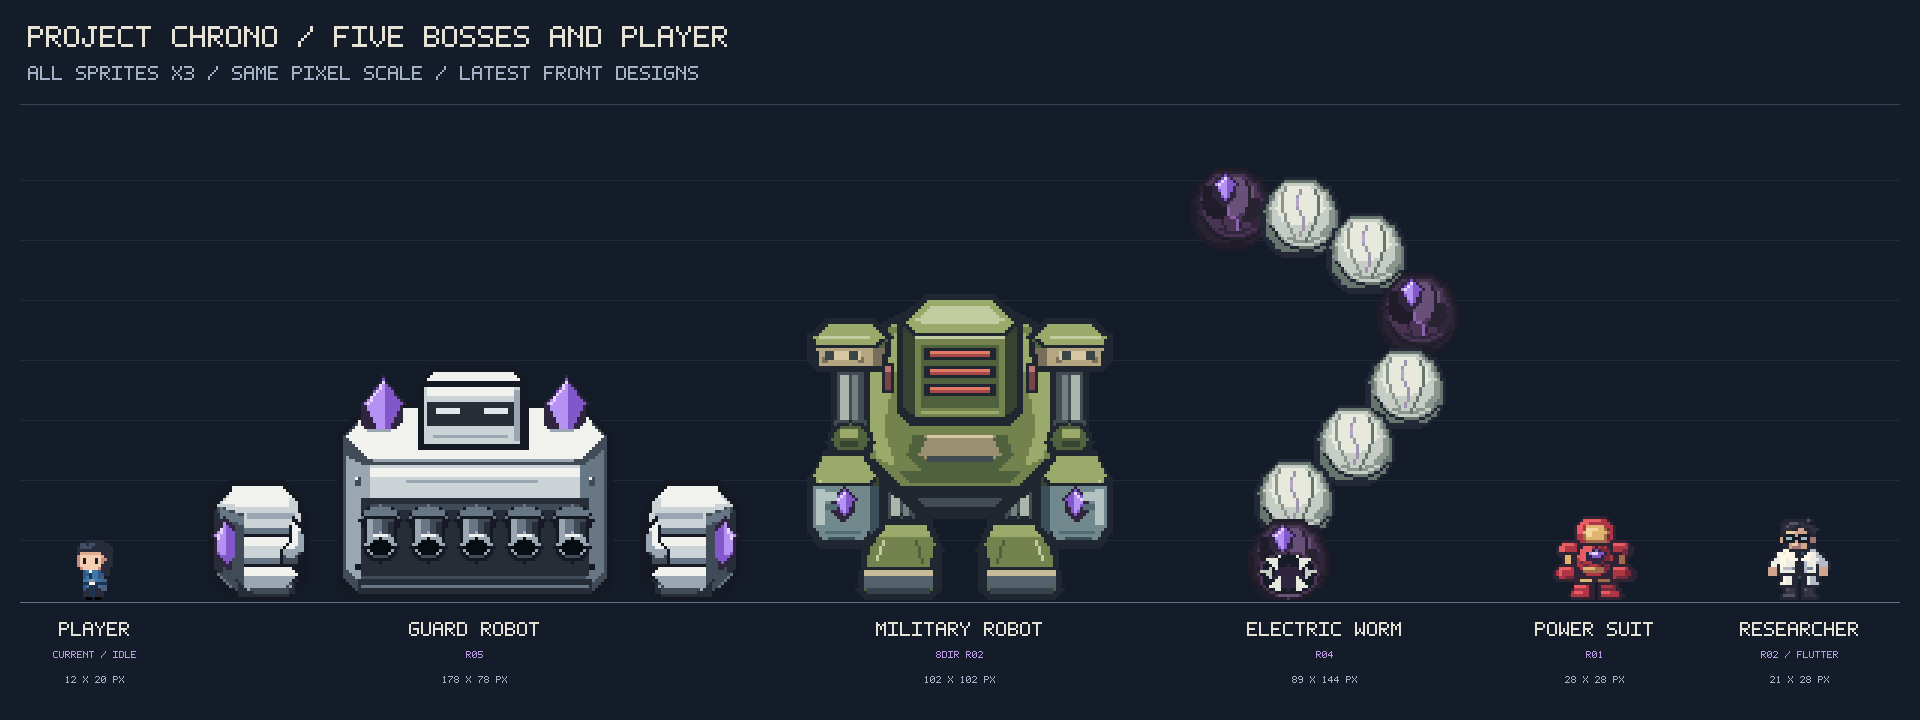 PROJECT CHRONO / FIVE BOSSES AND PLAYER
ALL SPRITES X3 / SAME PIXEL SCALE / LATEST FRONT DESIGNS
PLAYER
CURRENT / IDLE
12 X 20 PX
GUARD ROBOT
R05
178 X 78 PX
MILITARY ROBOT
8DIR R02
102 X 102 PX
ELECTRIC WORM
R04
89 X 144 PX
POWER SUIT
R01
28 X 28 PX
RESEARCHER
R02 / FLUTTER
21 X 28 PX